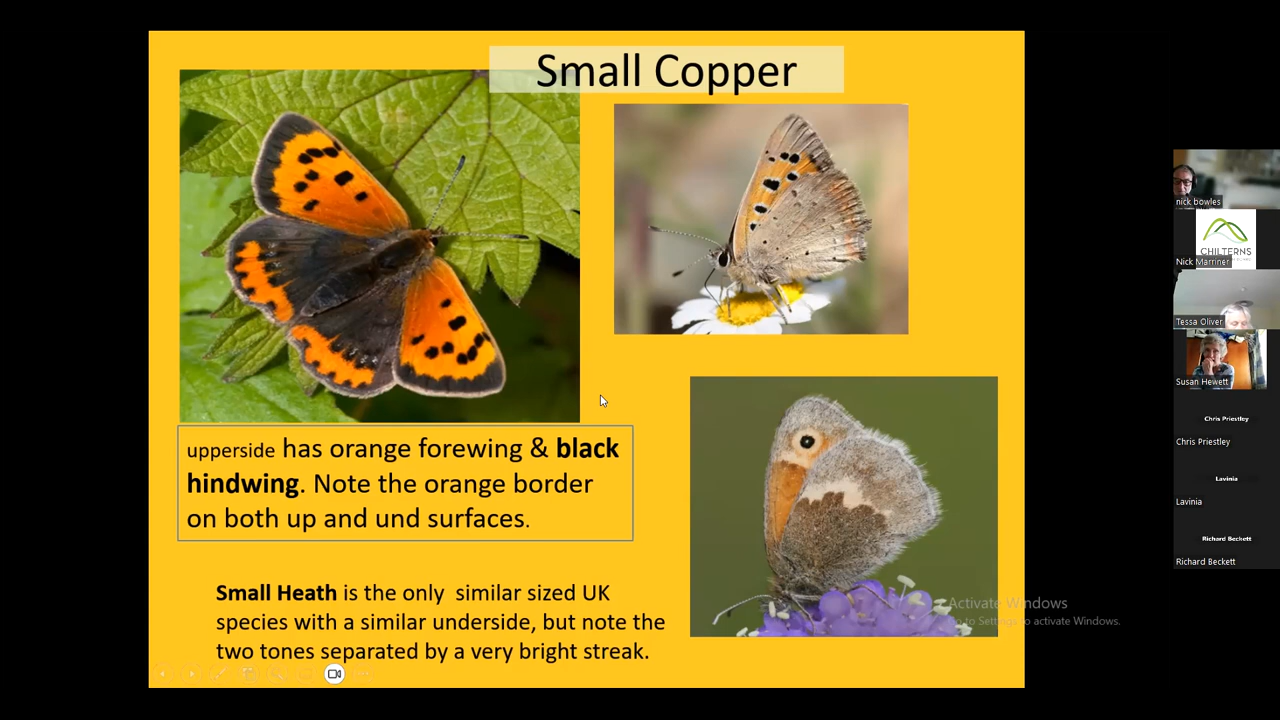 Small Copper
upperside has orange forewing & black
hindwing. Note the orange border
on both up and und surfaces.
Small Heath is the only similar sized UK
species with a similar underside, but note the
two tones separated by a very bright streak.
Activate Windows
Go to Settings to activate Windows.
nick bowles
CHILTERNS
Nick Marriner
Tessa Oliver
Susan Hewett
Chris Priestley
Chris Priestley
Lavinia
Lavinia
Richard Beckett
Richard Beckett